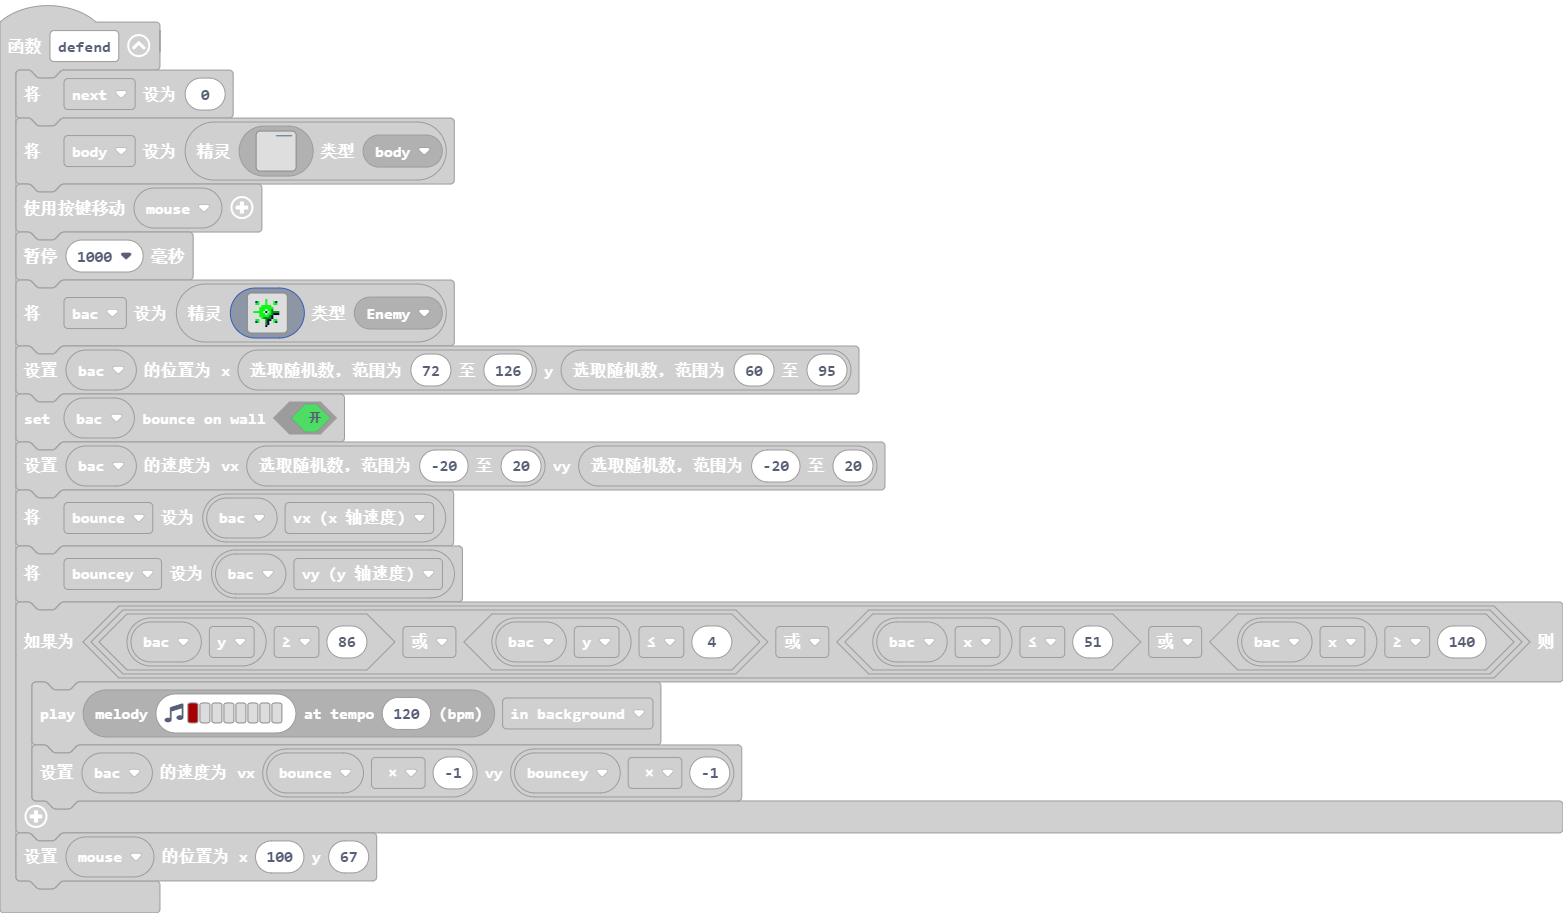 函数 defend
将 next 设为 0
将 body 设为 精灵 类型 body
使用按键移动 mouse
暂停 1000 毫秒
将 bac 设为 精灵 类型 Enemy
设置 bac 的位置为 x 选取随机数，范围为 72 至 126 y 选取随机数，范围为 60 至 95
set bac bounce on wall 开
设置 bac 的速度为 vx 选取随机数，范围为 -20 至 20 vy 选取随机数，范围为 -20 至 20
将 bounce 设为 bac vx (x 轴速度)
将 bouncey 设为 bac vy (y 轴速度)
如果为 bac y ≥ 86 或 bac y ≤ 4 或 bac x ≤ 51 或 bac x ≥ 140 则
play melody at tempo 120 (bpm) in background
设置 bac 的速度为 vx bounce × -1 vy bouncey × -1
设置 mouse 的位置为 x 100 y 67